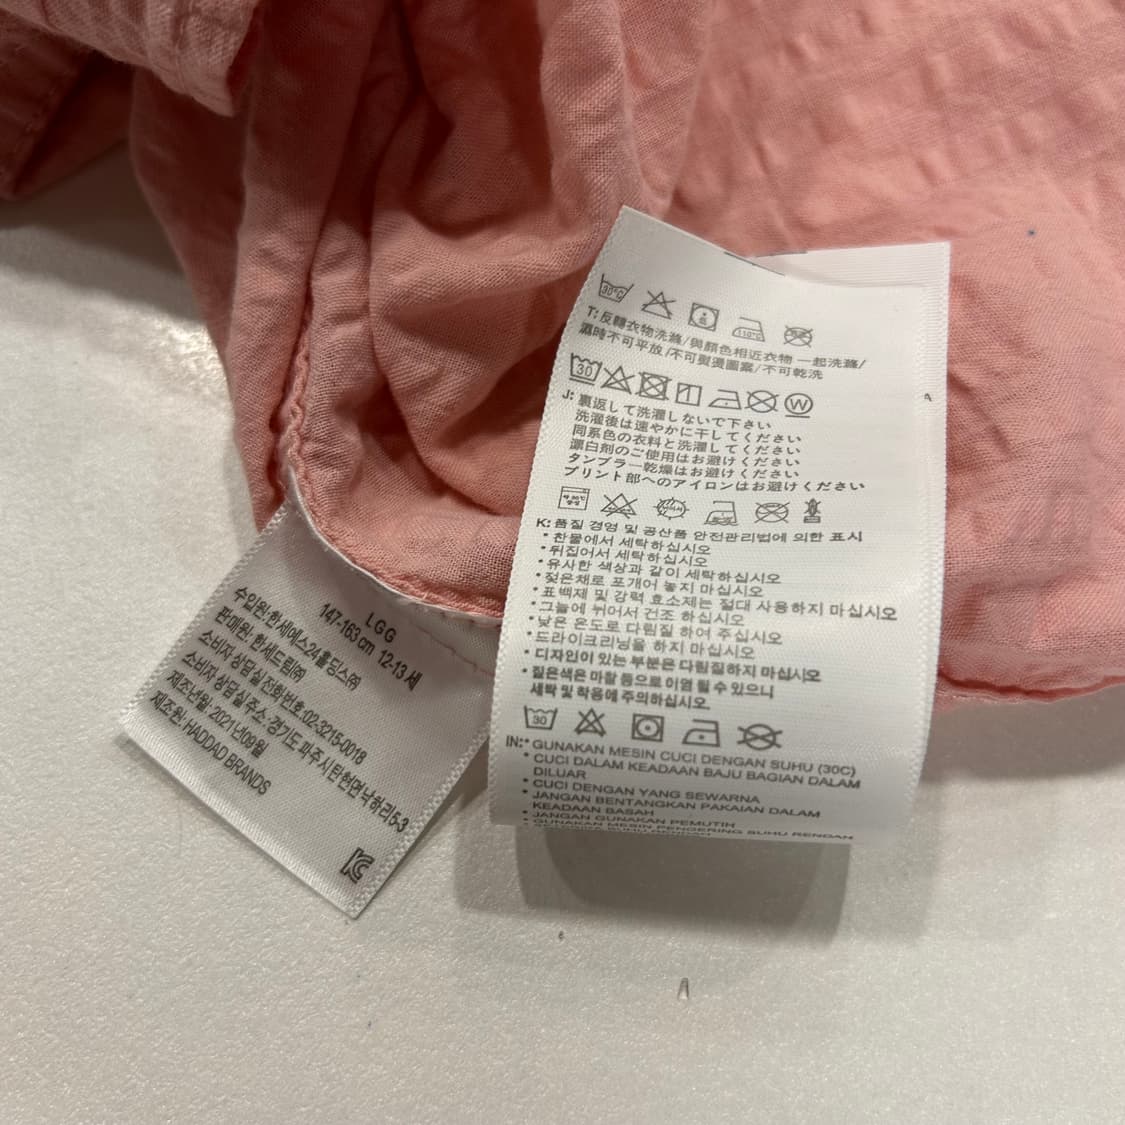 LGG
147-163 cm 12-13 세
수입원:한세예스24홀딩스㈜
판매원: 한세드림㈜
소비자 상담실 전화번호:02-3215-0018
소비자 상담실 주소: 경기도 파주시 탄현면 낙하리 5-3
제조년월:2021년09월
제조원: HADDAD BRANDS
30°C
110°C
T:反轉衣物洗滌/與顏色相近衣物一起洗滌/
濕時不可平放/不可熨燙圖案/不可乾洗
30
W
J: 裏返して洗濯しないで下さい
洗濯後は速やかに干してください
同系色の衣料と洗濯してください
漂白剤のご使用はお避けください
タンブラー乾燥はお避けください
プリント部へのアイロンはお避けください
K: 품질 경영 및 공산품 안전관리법에 의한 표시
* 찬물에서 세탁하십시오
* 뒤집어서 세탁하십시오
* 유사한 색상과 같이 세탁하십시오
* 젖은채로 포개어 놓지 마십시오
* 표백제 및 강력 효소제는 절대 사용하지 마십시오
* 그늘에 뉘어서 건조 하십시오
* 낮은 온도로 다림질 하여 주십시오
* 드라이크리닝을 하지 마십시오
* 디자인이 있는 부분은 다림질하지 마십시오
* 짙은색은 마찰 등으로 이염 될 수 있으니
세탁 및 착용에 주의하십시오.
30
IN:* GUNAKAN MESIN CUCI DENGAN SUHU (30C)
* CUCI DALAM KEADAAN BAJU BAGIAN DALAM
DILUAR
* CUCI DENGAN YANG SEWARNA
* JANGAN BENTANGKAN PAKAIAN DALAM
KEADAAN BASAH
* JANGAN GUNAKAN PEMUTIH
* GUNAKAN MESIN PENGERING SUHU RENDAH